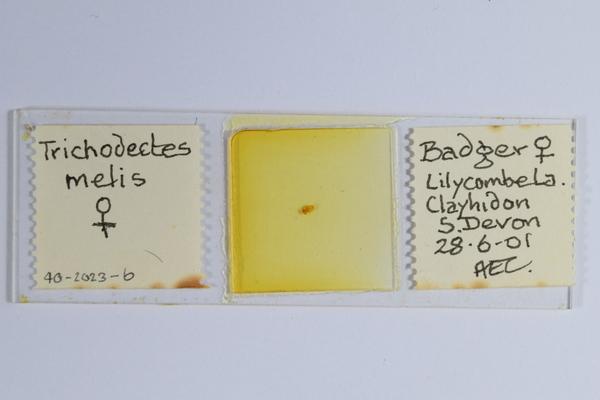 Trichodectes
melis
♀
40-2023-6
Badger ♀
Lilycombe La.
Clayhidon
S. Devon
28·6·01
AEC.